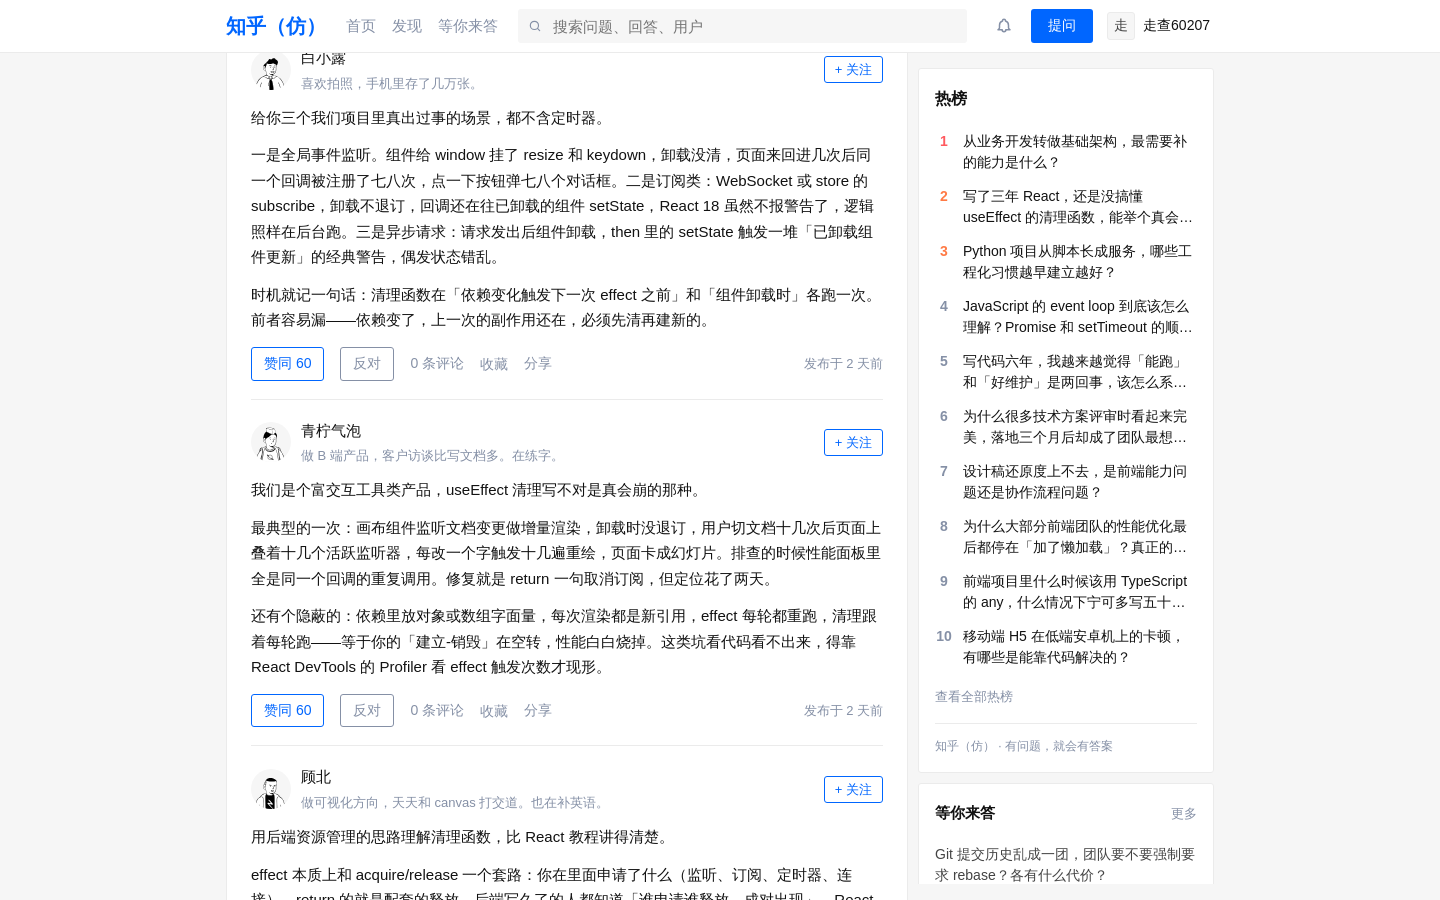 知乎（仿）
首页 发现 等你来答
搜索问题、回答、用户
提问
走 走查60207
白小露
喜欢拍照，手机里存了几万张。
+ 关注
给你三个我们项目里真出过事的场景，都不含定时器。
一是全局事件监听。组件给 window 挂了 resize 和 keydown，卸载没清，页面来回进几次后同
一个回调被注册了七八次，点一下按钮弹七八个对话框。二是订阅类：WebSocket 或 store 的
subscribe，卸载不退订，回调还在往已卸载的组件 setState，React 18 虽然不报警告了，逻辑
照样在后台跑。三是异步请求：请求发出后组件卸载，then 里的 setState 触发一堆「已卸载组
件更新」的经典警告，偶发状态错乱。
时机就记一句话：清理函数在「依赖变化触发下一次 effect 之前」和「组件卸载时」各跑一次。
前者容易漏——依赖变了，上一次的副作用还在，必须先清再建新的。
赞同 60 反对 0 条评论 收藏 分享 发布于 2 天前
青柠气泡
做 B 端产品，客户访谈比写文档多。在练字。
+ 关注
我们是个富交互工具类产品，useEffect 清理写不对是真会崩的那种。
最典型的一次：画布组件监听文档变更做增量渲染，卸载时没退订，用户切文档十几次后页面上
叠着十几个活跃监听器，每改一个字触发十几遍重绘，页面卡成幻灯片。排查的时候性能面板里
全是同一个回调的重复调用。修复就是 return 一句取消订阅，但定位花了两天。
还有个隐蔽的：依赖里放对象或数组字面量，每次渲染都是新引用，effect 每轮都重跑，清理跟
着每轮跑——等于你的「建立-销毁」在空转，性能白白烧掉。这类坑看代码看不出来，得靠
React DevTools 的 Profiler 看 effect 触发次数才现形。
赞同 60 反对 0 条评论 收藏 分享 发布于 2 天前
顾北
做可视化方向，天天和 canvas 打交道。也在补英语。
+ 关注
用后端资源管理的思路理解清理函数，比 React 教程讲得清楚。
effect 本质上和 acquire/release 一个套路：你在里面申请了什么（监听、订阅、定时器、连
接），return 的就是配套的释放。后端写久了的人都知道「谁申请谁释放，成对出现」，React
热榜
1 从业务开发转做基础架构，最需要补
的能力是什么？
2 写了三年 React，还是没搞懂
useEffect 的清理函数，能举个真会…
3 Python 项目从脚本长成服务，哪些工
程化习惯越早建立越好？
4 JavaScript 的 event loop 到底该怎么
理解？Promise 和 setTimeout 的顺…
5 写代码六年，我越来越觉得「能跑」
和「好维护」是两回事，该怎么系…
6 为什么很多技术方案评审时看起来完
美，落地三个月后却成了团队最想…
7 设计稿还原度上不去，是前端能力问
题还是协作流程问题？
8 为什么大部分前端团队的性能优化最
后都停在「加了懒加载」？真正的…
9 前端项目里什么时候该用 TypeScript
的 any，什么情况下宁可多写五十…
10 移动端 H5 在低端安卓机上的卡顿，
有哪些是能靠代码解决的？
查看全部热榜
知乎（仿） · 有问题，就会有答案
等你来答 更多
Git 提交历史乱成一团，团队要不要强制要
求 rebase？各有什么代价？